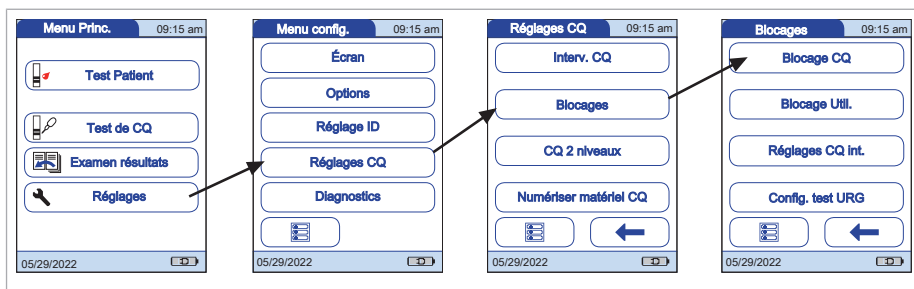 Menu Princ. 09:15 am
Test Patient
Test de CQ
Examen résultats
Réglages
05/29/2022
Menu config. 09:15 am
Écran
Options
Réglage ID
Réglages CQ
Diagnostics
05/29/2022
Réglages CQ 09:15 am
Interv. CQ
Blocages
CQ 2 niveaux
Numériser matériel CQ
05/29/2022
Blocages 09:15 am
Blocage CQ
Blocage Util.
Réglages CQ int.
Config. test URG
05/29/2022